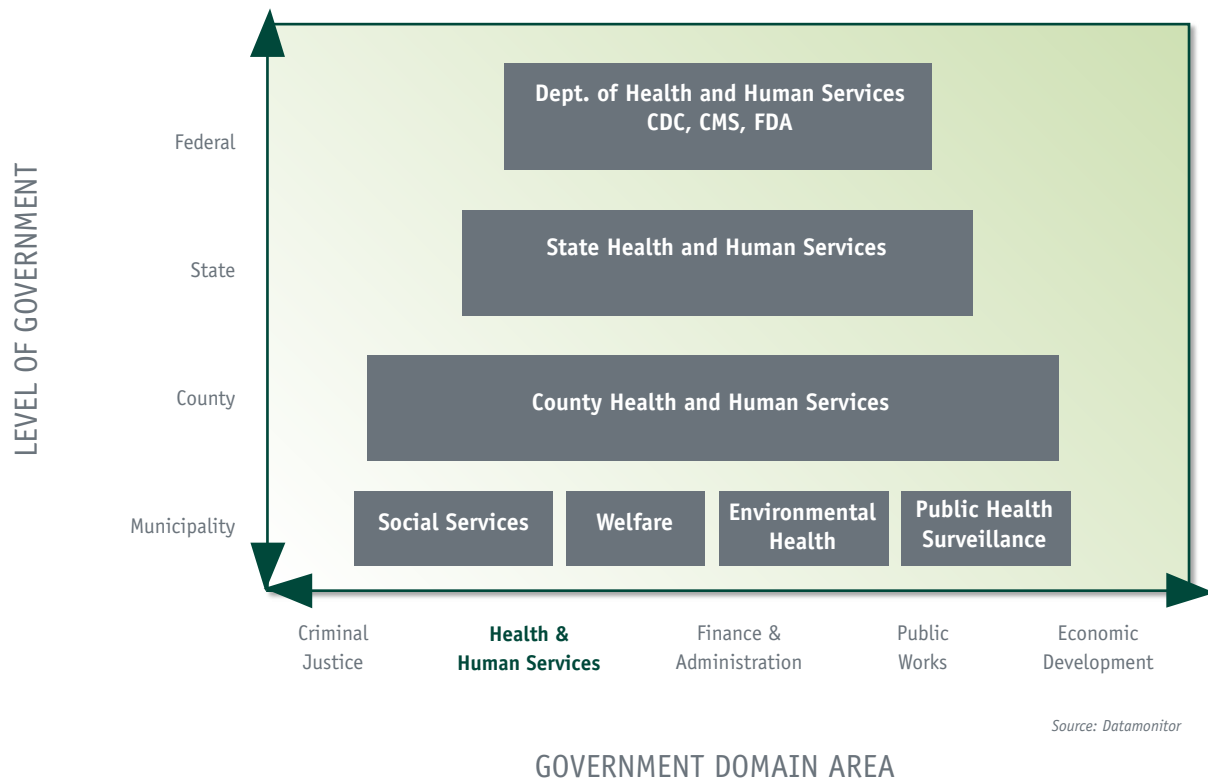 LEVEL OF GOVERNMENT
Federal
Dept. of Health and Human Services
CDC, CMS, FDA
State
State Health and Human Services
County
County Health and Human Services
Municipality
Social Services
Welfare
Environmental
Health
Public Health
Surveillance
Criminal
Justice
Health &
Human Services
Finance &
Administration
Public
Works
Economic
Development
Source: Datamonitor
GOVERNMENT DOMAIN AREA